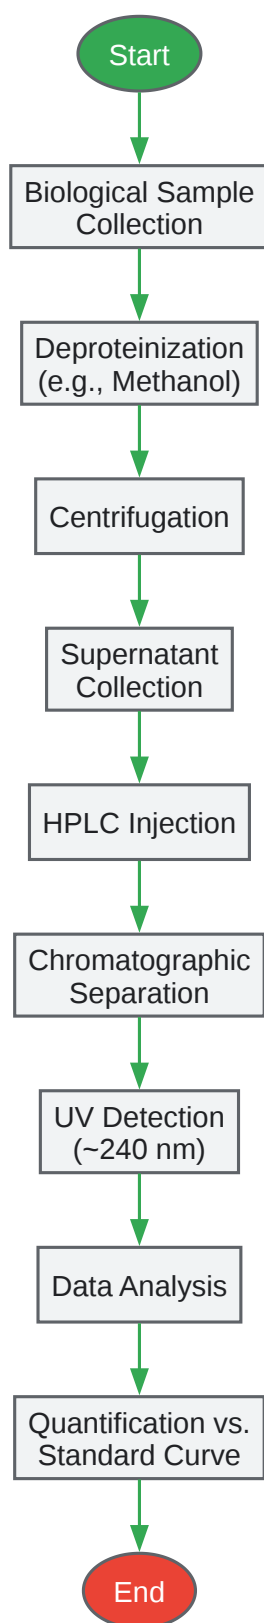 Start
Biological Sample
Collection
Deproteinization
(e.g., Methanol)
Centrifugation
Supernatant
Collection
HPLC Injection
Chromatographic
Separation
UV Detection
(~240 nm)
Data Analysis
Quantification vs.
Standard Curve
End